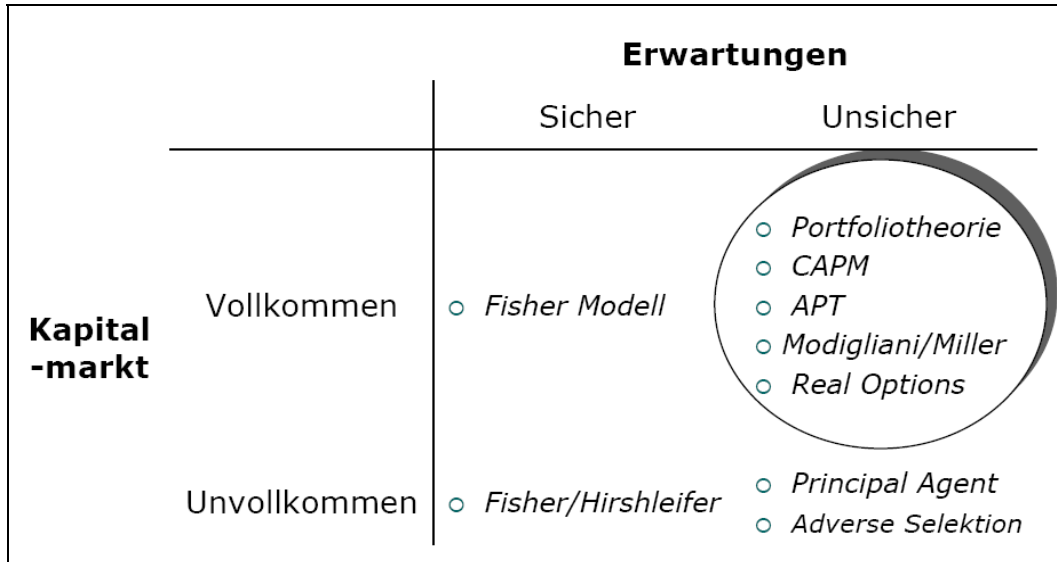 Erwartungen
Sicher Unsicher
Kapital
-markt
Vollkommen
o Fisher Modell
o Portfoliotheorie
o CAPM
o APT
o Modigliani/Miller
o Real Options
Unvollkommen
o Fisher/Hirshleifer
o Principal Agent
o Adverse Selektion